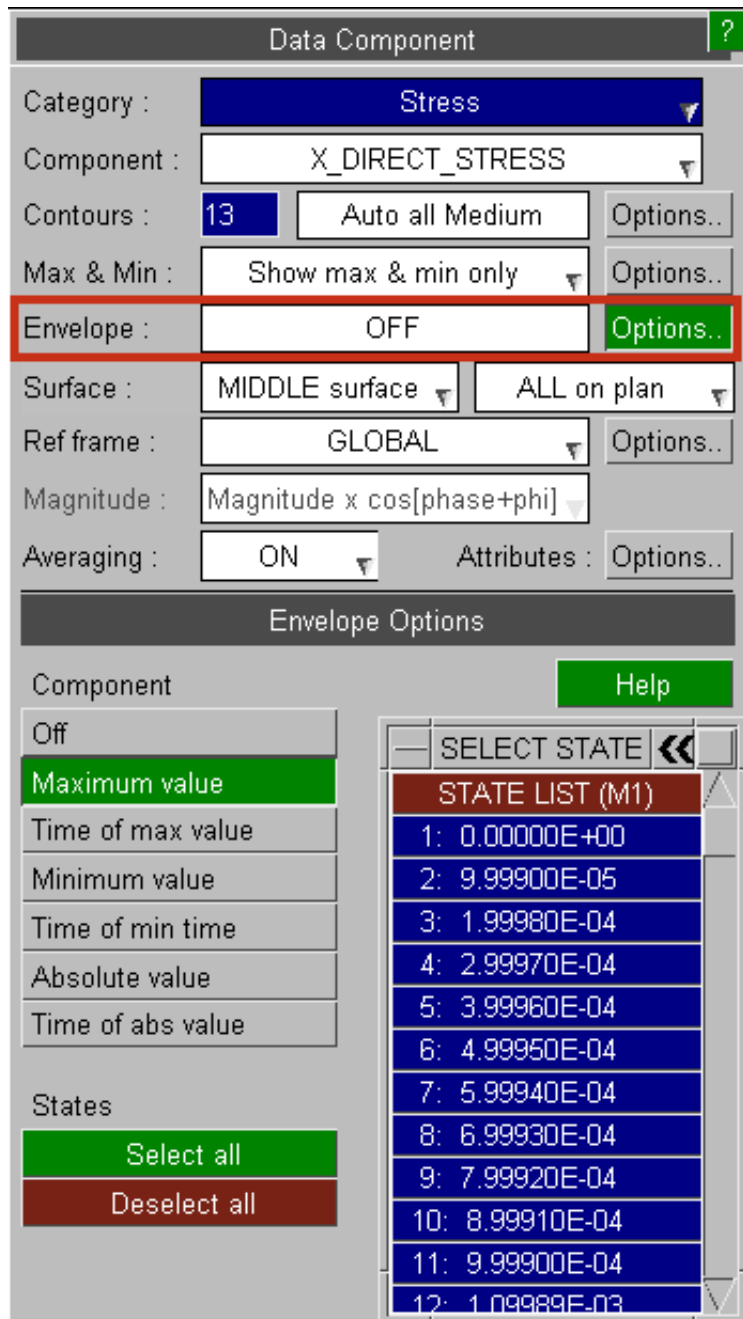 Data Component ?
Category : Stress
Component : X_DIRECT_STRESS
Contours : 13 Auto all Medium Options..
Max & Min : Show max & min only Options..
Envelope : OFF Options..
Surface : MIDDLE surface ALL on plan
Ref frame : GLOBAL Options..
Magnitude : Magnitude x cos[phase+phi]
Averaging : ON Attributes : Options..
Envelope Options
Component Help
Off
Maximum value
Time of max value
Minimum value
Time of min time
Absolute value
Time of abs value
States
Select all
Deselect all
SELECT STATE
STATE LIST (M1)
1: 0.00000E+00
2: 9.99900E-05
3: 1.99980E-04
4: 2.99970E-04
5: 3.99960E-04
6: 4.99950E-04
7: 5.99940E-04
8: 6.99930E-04
9: 7.99920E-04
10: 8.99910E-04
11: 9.99900E-04
12: 1.09989E-03